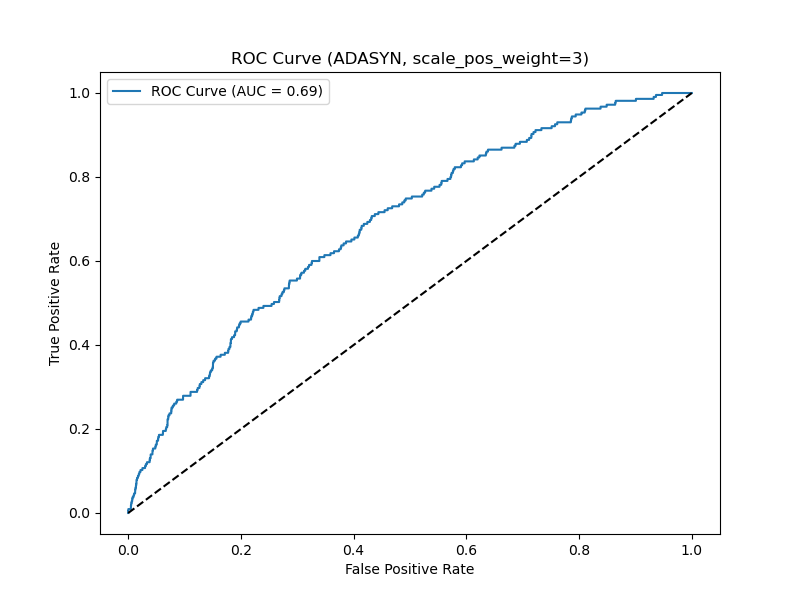 ROC Curve (ADASYN, scale_pos_weight=3)
ROC Curve (AUC = 0.69)
1.0
0.8
0.6
0.4
0.2
0.0
True Positive Rate
0.0 0.2 0.4 0.6 0.8 1.0
False Positive Rate